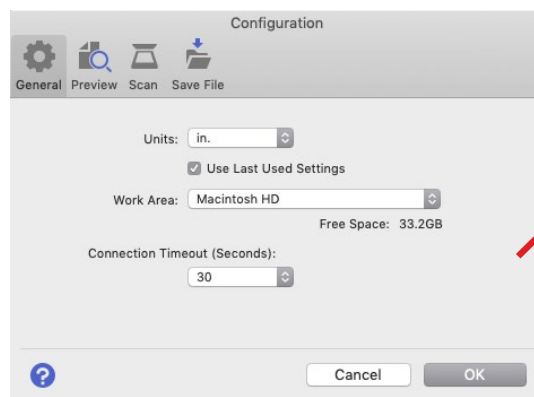 Configuration
General Preview Scan Save File
Units: in.
Use Last Used Settings
Work Area: Macintosh HD
Free Space: 33.2GB
Connection Timeout (Seconds):
30
? Cancel OK